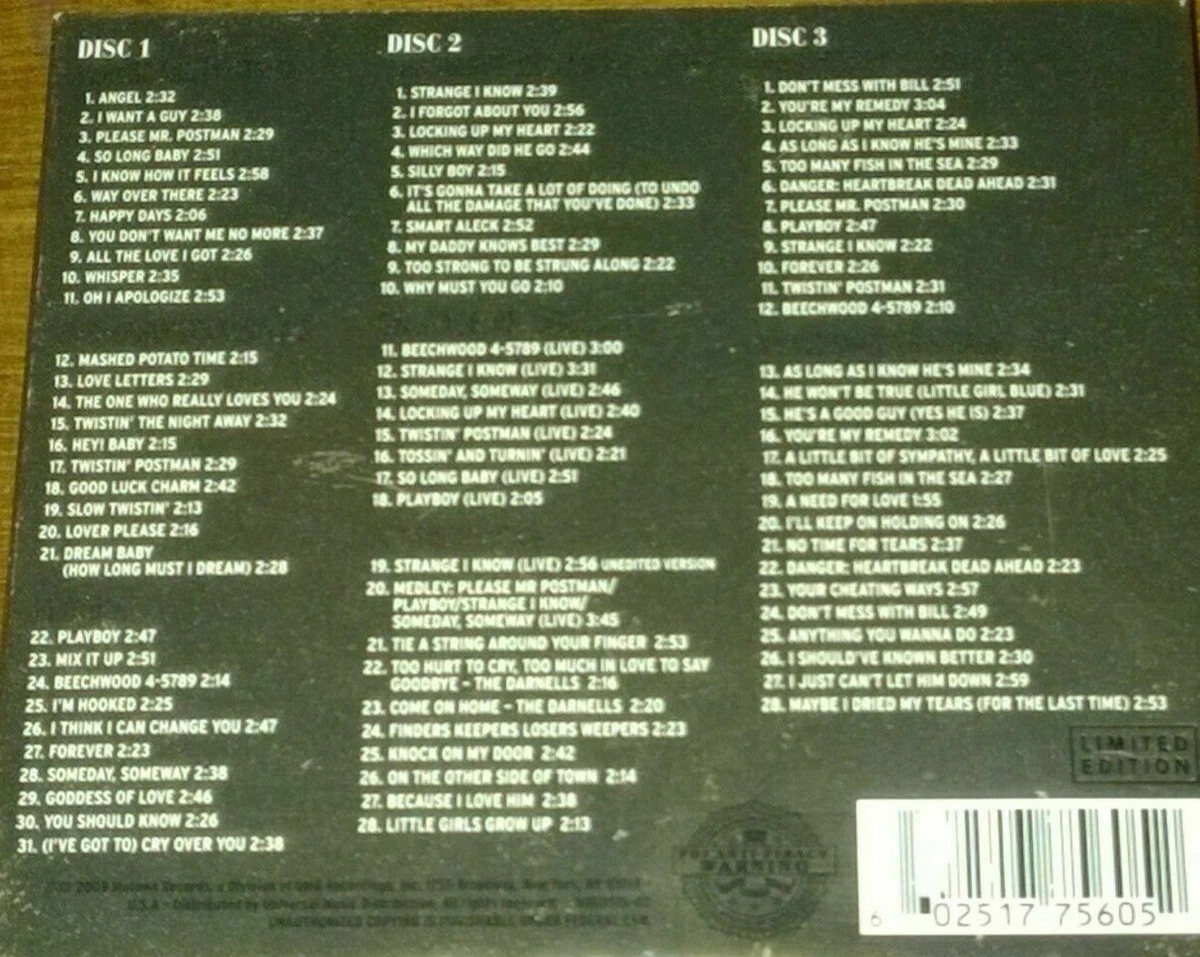 DISC 1
1. ANGEL 2:32
2. I WANT A GUY 2:38
3. PLEASE MR. POSTMAN 2:29
4. SO LONG BABY 2:51
5. I KNOW HOW IT FEELS 2:58
6. WAY OVER THERE 2:23
7. HAPPY DAYS 2:06
8. YOU DON'T WANT ME NO MORE 2:37
9. ALL THE LOVE I GOT 2:26
10. WHISPER 2:35
11. OH I APOLOGIZE 2:53
12. MASHED POTATO TIME 2:15
13. LOVE LETTERS 2:29
14. THE ONE WHO REALLY LOVES YOU 2:24
15. TWISTIN' THE NIGHT AWAY 2:32
16. HEY! BABY 2:15
17. TWISTIN' POSTMAN 2:29
18. GOOD LUCK CHARM 2:42
19. SLOW TWISTIN' 2:13
20. LOVER PLEASE 2:16
21. DREAM BABY
(HOW LONG MUST I DREAM) 2:28
22. PLAYBOY 2:47
23. MIX IT UP 2:51
24. BEECHWOOD 4-5789 2:14
25. I'M HOOKED 2:25
26. I THINK I CAN CHANGE YOU 2:47
27. FOREVER 2:23
28. SOMEDAY, SOMEWAY 2:38
29. GODDESS OF LOVE 2:46
30. YOU SHOULD KNOW 2:26
31. (I'VE GOT TO) CRY OVER YOU 2:38
DISC 2
1. STRANGE I KNOW 2:39
2. I FORGOT ABOUT YOU 2:56
3. LOCKING UP MY HEART 2:22
4. WHICH WAY DID HE GO 2:44
5. SILLY BOY 2:15
6. IT'S GONNA TAKE A LOT OF DOING (TO UNDO
ALL THE DAMAGE THAT YOU'VE DONE) 2:33
7. SMART ALECK 2:52
8. MY DADDY KNOWS BEST 2:29
9. TOO STRONG TO BE STRUNG ALONG 2:22
10. WHY MUST YOU GO 2:10
11. BEECHWOOD 4-5789 (LIVE) 3:00
12. STRANGE I KNOW (LIVE) 3:31
13. SOMEDAY, SOMEWAY (LIVE) 2:46
14. LOCKING UP MY HEART (LIVE) 2:40
15. TWISTIN' POSTMAN (LIVE) 2:24
16. TOSSIN' AND TURNIN' (LIVE) 2:21
17. SO LONG BABY (LIVE) 2:51
18. PLAYBOY (LIVE) 2:05
19. STRANGE I KNOW (LIVE) 2:56 UNEDITED VERSION
20. MEDLEY: PLEASE MR POSTMAN/
PLAYBOY/STRANGE I KNOW/
SOMEDAY, SOMEWAY (LIVE) 3:45
21. TIE A STRING AROUND YOUR FINGER 2:53
22. TOO HURT TO CRY, TOO MUCH IN LOVE TO SAY
GOODBYE – THE DARNELLS 2:16
23. COME ON HOME – THE DARNELLS 2:20
24. FINDERS KEEPERS LOSERS WEEPERS 2:23
25. KNOCK ON MY DOOR 2:42
26. ON THE OTHER SIDE OF TOWN 2:14
27. BECAUSE I LOVE HIM 2:38
28. LITTLE GIRLS GROW UP 2:13
DISC 3
1. DON'T MESS WITH BILL 2:51
2. YOU'RE MY REMEDY 3:04
3. LOCKING UP MY HEART 2:24
4. AS LONG AS I KNOW HE'S MINE 2:33
5. TOO MANY FISH IN THE SEA 2:29
6. DANGER: HEARTBREAK DEAD AHEAD 2:31
7. PLEASE MR. POSTMAN 2:30
8. PLAYBOY 2:47
9. STRANGE I KNOW 2:22
10. FOREVER 2:26
11. TWISTIN' POSTMAN 2:31
12. BEECHWOOD 4-5789 2:10
13. AS LONG AS I KNOW HE'S MINE 2:34
14. HE WON'T BE TRUE (LITTLE GIRL BLUE) 2:31
15. HE'S A GOOD GUY (YES HE IS) 2:37
16. YOU'RE MY REMEDY 3:02
17. A LITTLE BIT OF SYMPATHY, A LITTLE BIT OF LOVE 2:25
18. TOO MANY FISH IN THE SEA 2:27
19. A NEED FOR LOVE 1:55
20. I'LL KEEP ON HOLDING ON 2:26
21. NO TIME FOR TEARS 2:37
22. DANGER: HEARTBREAK DEAD AHEAD 2:23
23. YOUR CHEATING WAYS 2:57
24. DON'T MESS WITH BILL 2:49
25. ANYTHING YOU WANNA DO 2:23
26. I SHOULD'VE KNOWN BETTER 2:30
27. I JUST CAN'T LET HIM DOWN 2:59
28. MAYBE I DRIED MY TEARS (FOR THE LAST TIME) 2:53
LIMITED
EDITION
2009 Motown Records, a Division of UMG Recordings, Inc. 1755 Broadway, New York, NY
U.S.A - Distributed by Universal Music Distribution. All rights reserved.
UNAUTHORIZED COPYING IS PUNISHABLE UNDER FEDERAL LAW.
WARNING
6 02517 75605